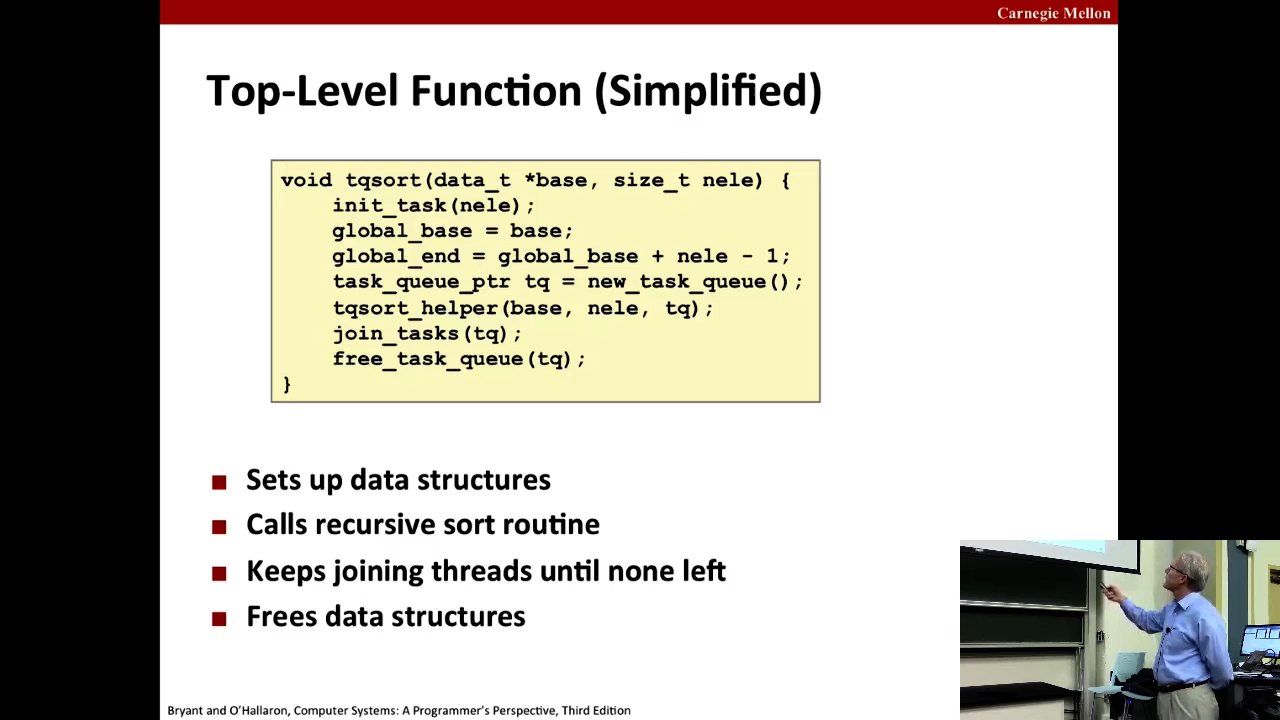 Carnegie Mellon
Top-Level Function (Simplified)
void tqsort(data_t *base, size_t nele) {
    init_task(nele);
    global_base = base;
    global_end = global_base + nele - 1;
    task_queue_ptr tq = new_task_queue();
    tqsort_helper(base, nele, tq);
    join_tasks(tq);
    free_task_queue(tq);
}
■ Sets up data structures
■ Calls recursive sort routine
■ Keeps joining threads until none left
■ Frees data structures
Bryant and O'Hallaron, Computer Systems: A Programmer's Perspective, Third Edition